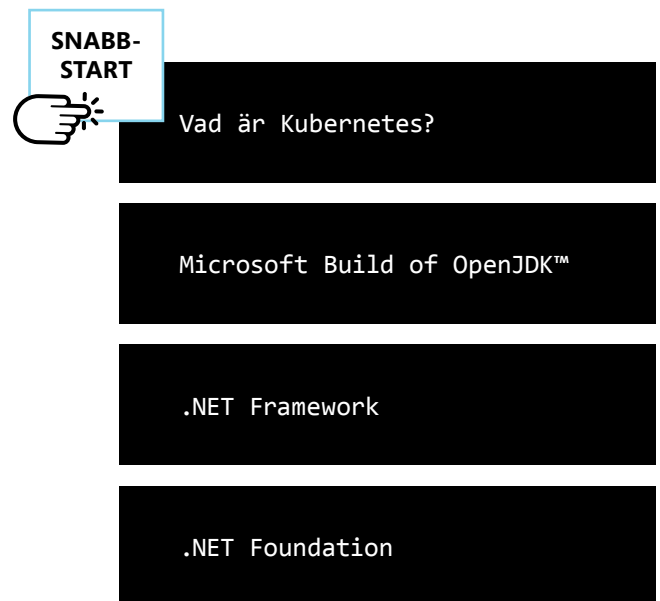 SNABB-
START
Vad är Kubernetes?
Microsoft Build of OpenJDK™
.NET Framework
.NET Foundation